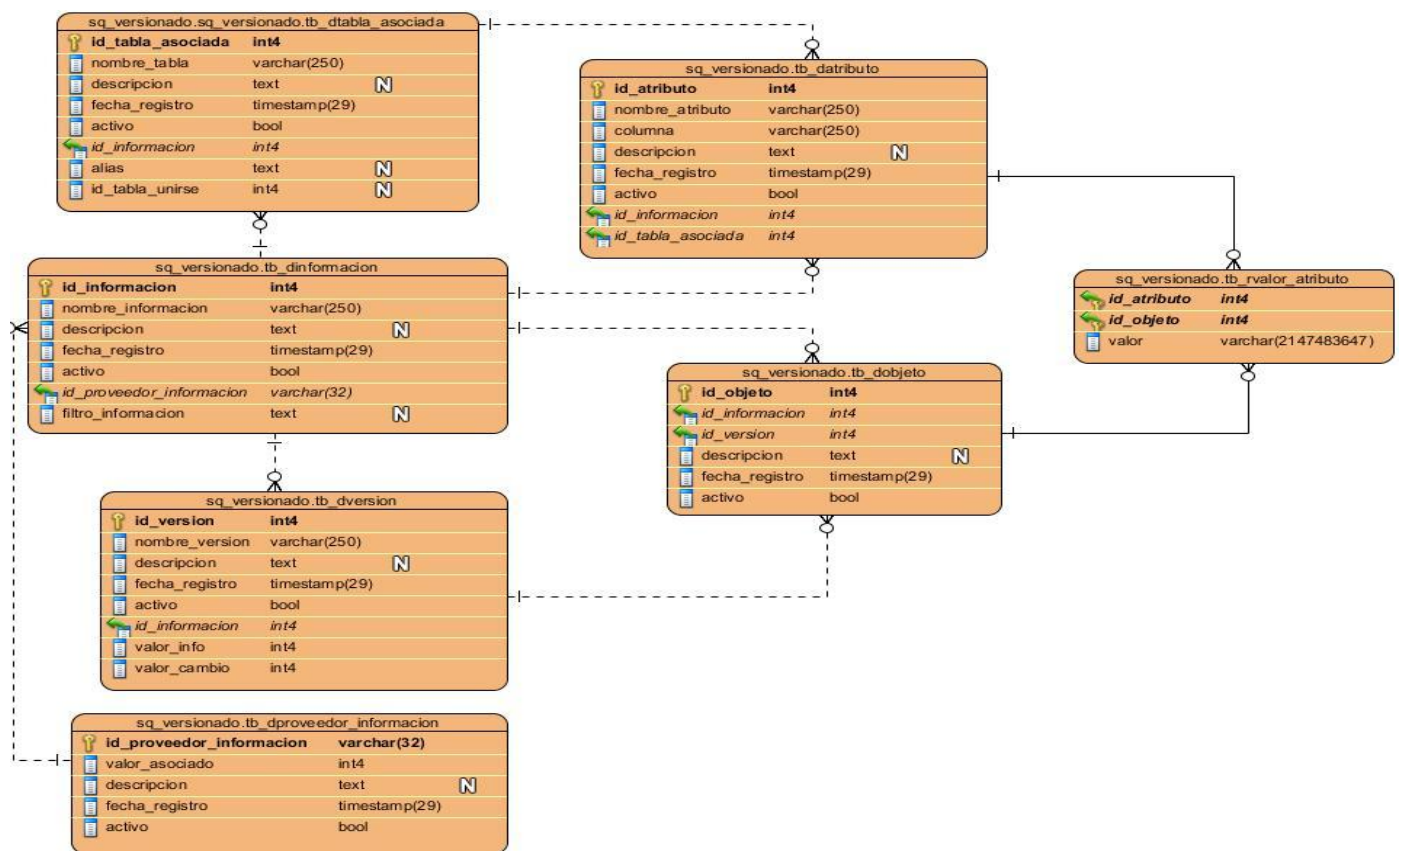 sq_versionado.sq_versionado.tb_dtabla_asociada
id_tabla_asociada int4
nombre_tabla varchar(250)
descripcion text N
fecha_registro timestamp(29)
activo bool
id_informacion int4
alias text N
id_tabla_unirse int4 N
sq_versionado.tb_datributo
id_atributo int4
nombre_atributo varchar(250)
columna varchar(250)
descripcion text N
fecha_registro timestamp(29)
activo bool
id_informacion int4
id_tabla_asociada int4
sq_versionado.tb_dinformacion
id_informacion int4
nombre_informacion varchar(250)
descripcion text N
fecha_registro timestamp(29)
activo bool
id_proveedor_informacion varchar(32)
filtro_informacion text N
sq_versionado.tb_rvalor_atributo
id_atributo int4
id_objeto int4
valor varchar(2147483647)
sq_versionado.tb_dobjeto
id_objeto int4
id_informacion int4
id_version int4
descripcion text N
fecha_registro timestamp(29)
activo bool
sq_versionado.tb_dversion
id_version int4
nombre_version varchar(250)
descripcion text N
fecha_registro timestamp(29)
activo bool
id_informacion int4
valor_info int4
valor_cambio int4
sq_versionado.tb_dproveedor_informacion
id_proveedor_informacion varchar(32)
valor_asociado int4
descripcion text N
fecha_registro timestamp(29)
activo bool